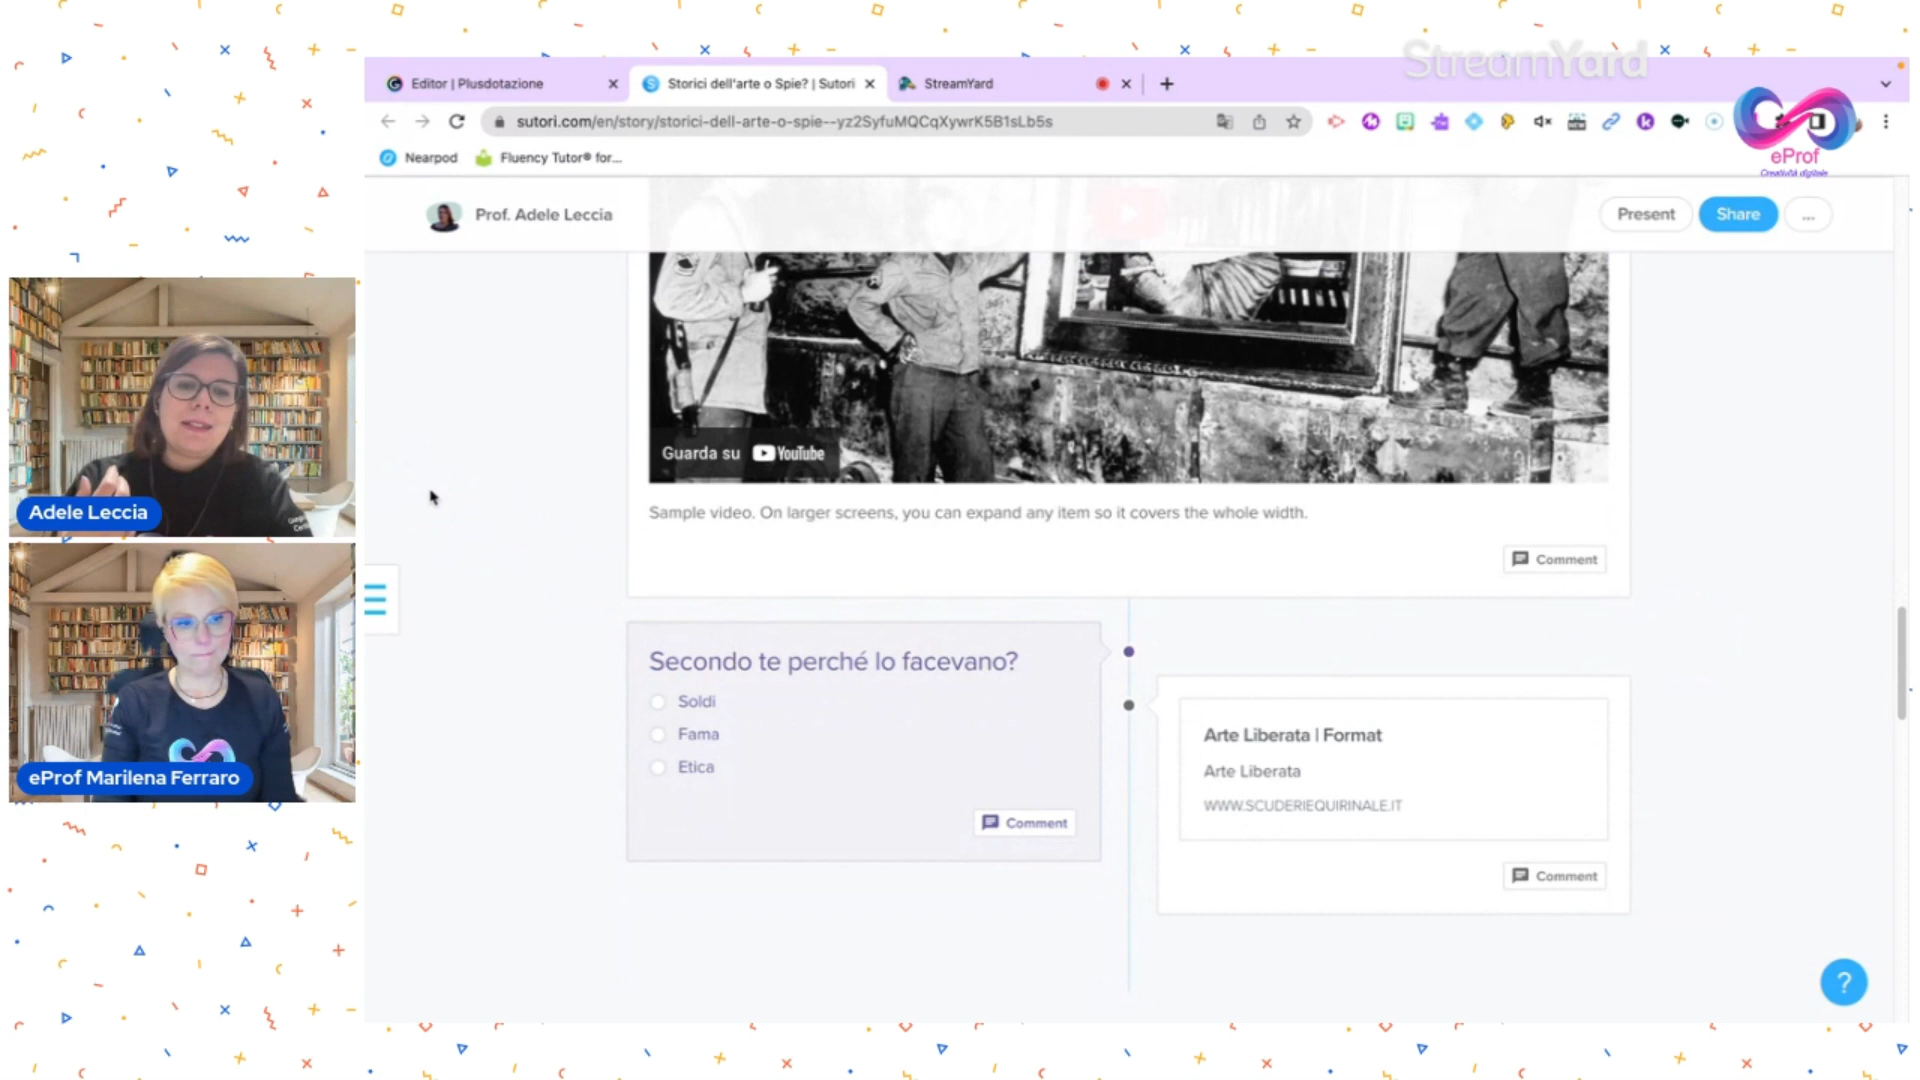 StreamYard
Editor | Plusdotazione
Storici dell'arte o Spie? | Sutori
StreamYard
sutori.com/en/story/storici-dell-arte-o-spie--yz2SyfuMQCqXywrK5B1sLb5s
eProf
Creatività digitale
Nearpod
Fluency Tutor® for...
Prof. Adele Leccia
Present
Share
...
Guarda su YouTube
Sample video. On larger screens, you can expand any item so it covers the whole width.
Comment
Adele Leccia
eProf Marilena Ferraro
Secondo te perché lo facevano?
Soldi
Fama
Etica
Comment
Arte Liberata | Format
Arte Liberata
WWW.SCUDERIEQUIRINALE.IT
Comment
?